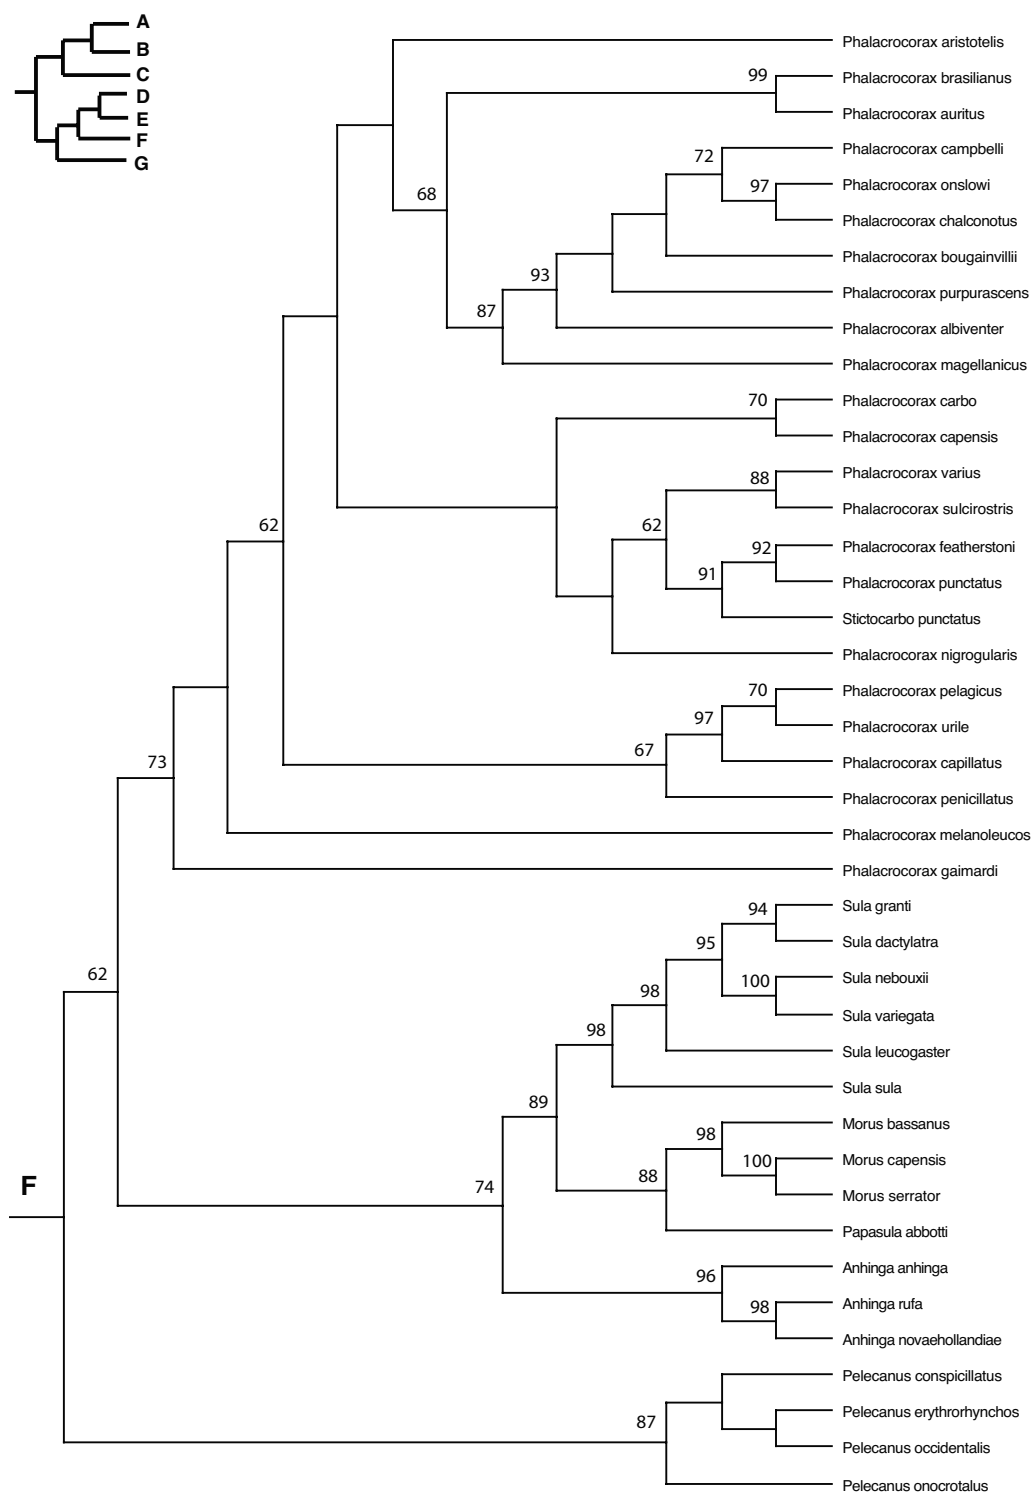 A
B
C
D
E
F
G
Phalacrocorax aristotelis
99
Phalacrocorax brasilianus
Phalacrocorax auritus
72
Phalacrocorax campbelli
97
Phalacrocorax onslowi
68
Phalacrocorax chalconotus
Phalacrocorax bougainvillii
93
Phalacrocorax purpurascens
87
Phalacrocorax albiventer
Phalacrocorax magellanicus
70
Phalacrocorax carbo
Phalacrocorax capensis
88
Phalacrocorax varius
Phalacrocorax sulcirostris
62
62
92
Phalacrocorax featherstoni
91
Phalacrocorax punctatus
Stictocarbo punctatus
Phalacrocorax nigrogularis
70
Phalacrocorax pelagicus
97
Phalacrocorax urile
67
73
Phalacrocorax capillatus
Phalacrocorax penicillatus
Phalacrocorax melanoleucos
Phalacrocorax gaimardi
94
Sula granti
95
Sula dactylatra
62
100
Sula nebouxii
98
Sula variegata
98
Sula leucogaster
Sula sula
89
Morus bassanus
98
100
Morus capensis
88
74
F
Morus serrator
Papasula abbotti
96
Anhinga anhinga
98
Anhinga rufa
Anhinga novaehollandiae
Pelecanus conspicillatus
87
Pelecanus erythrorhynchos
Pelecanus occidentalis
Pelecanus onocrotalus